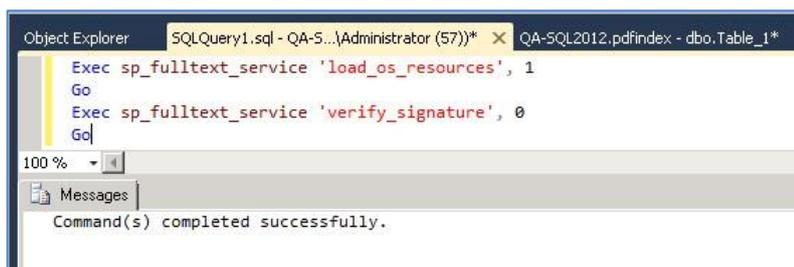 Object Explorer SQLQuery1.sql - QA-S...\Administrator (57))* QA-SQL2012.pdfindex - dbo.Table_1*
Exec sp_fulltext_service 'load_os_resources', 1
Go
Exec sp_fulltext_service 'verify_signature', 0
Go
100 %
Messages
Command(s) completed successfully.